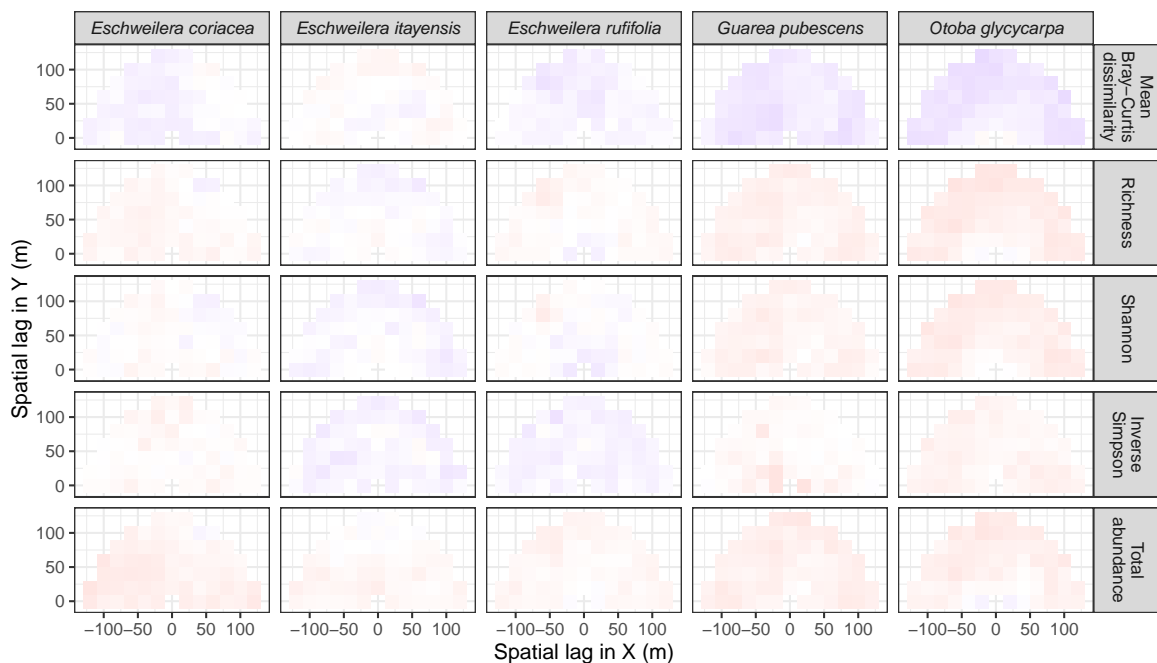 Eschweilera coriacea Eschweilera itayensis Eschweilera rufifolia Guarea pubescens Otoba glycycarpa
Mean
Bray−Curtis
dissimilarity
Richness
Shannon
Inverse
Simpson
Total
abundance
100
50
0
100
50
0
100
50
0
100
50
0
100
50
0
Spatial lag in Y (m)
−100−50 0 50 100 −100−50 0 50 100 −100−50 0 50 100 −100−50 0 50 100 −100−50 0 50 100
Spatial lag in X (m)